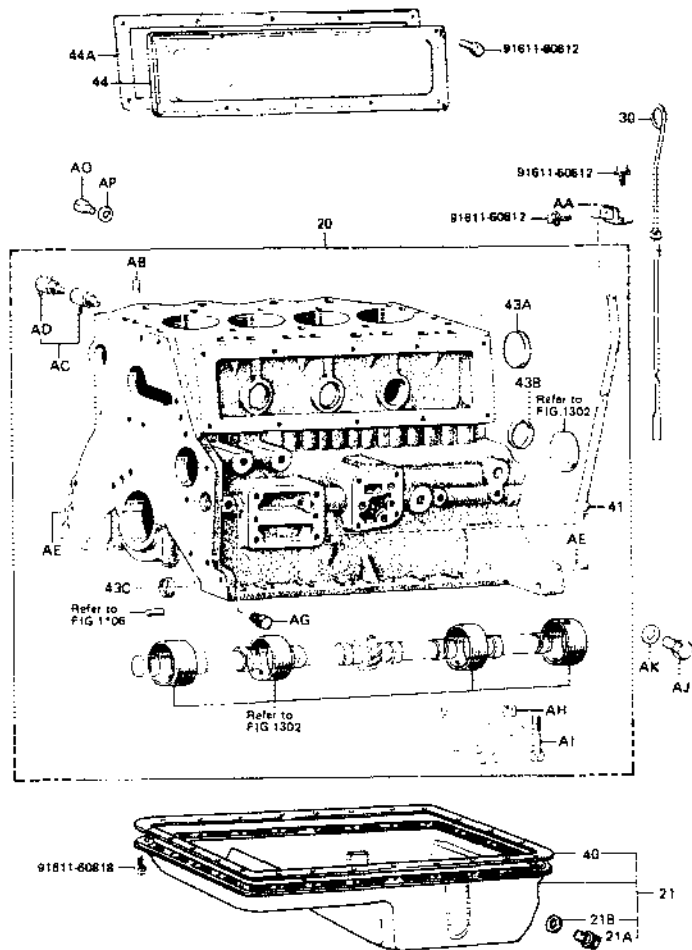 44A
44
91611-60812
30
AO
AP
91611-60812
AA
91611-60812
20
AB
AD
AC
43A
43B
Refer to
FIG.1302
41
AE
AE
43C
Refer to
FIG 1106
AG
AK
AJ
Refer to
FIG 1302
AH
AI
40
91611-60818
21
21B
21A